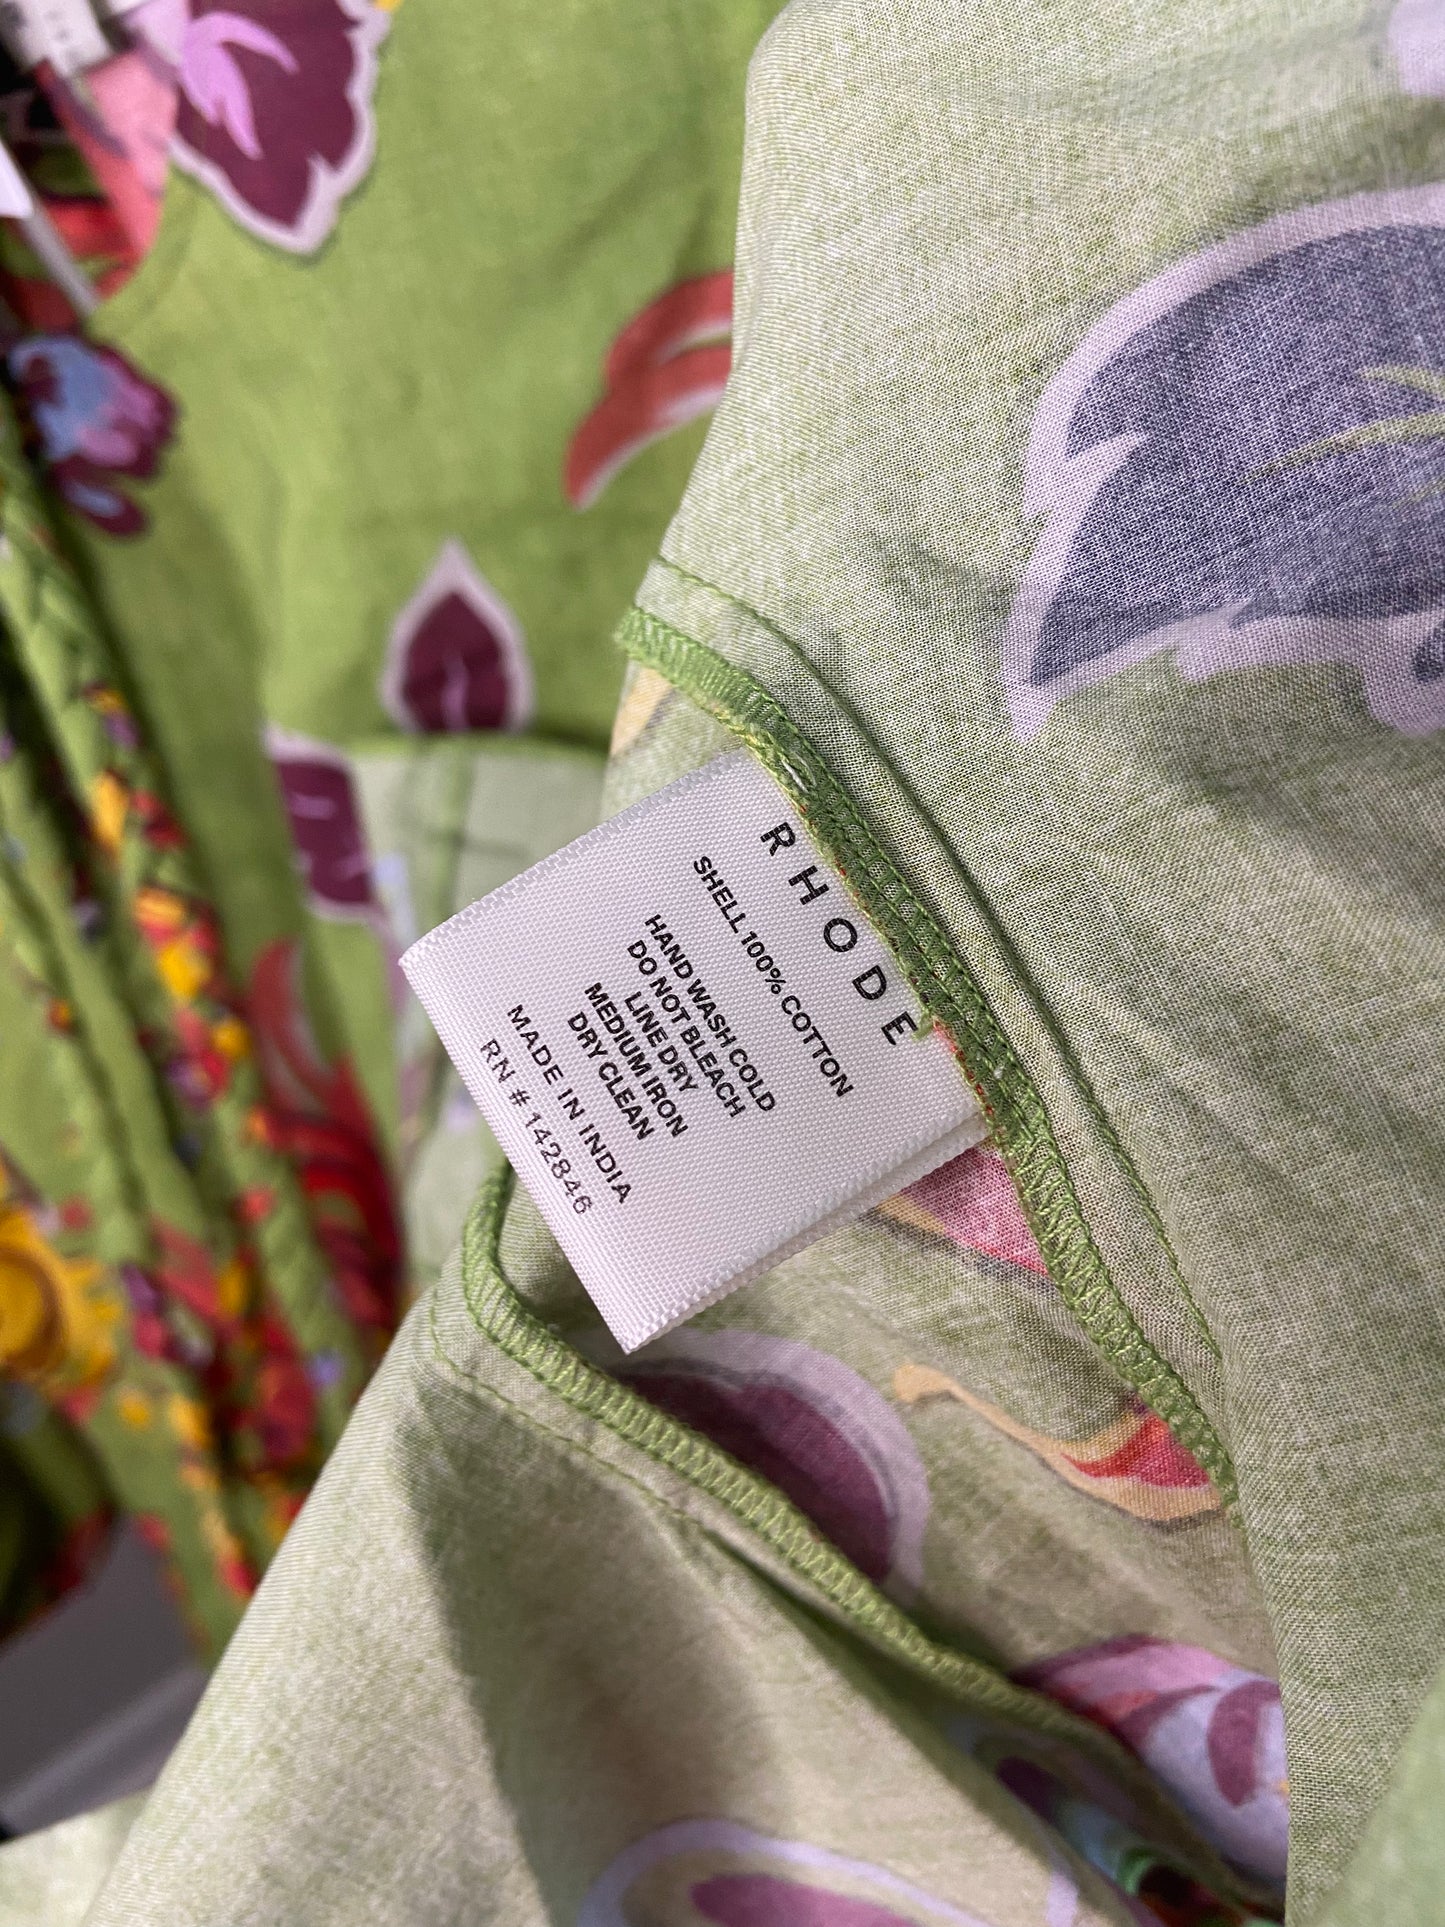 RHODE
SHELL 100% COTTON
HAND WASH COLD
DO NOT BLEACH
LINE DRY
MEDIUM IRON
DRY CLEAN
MADE IN INDIA
RN # 142846